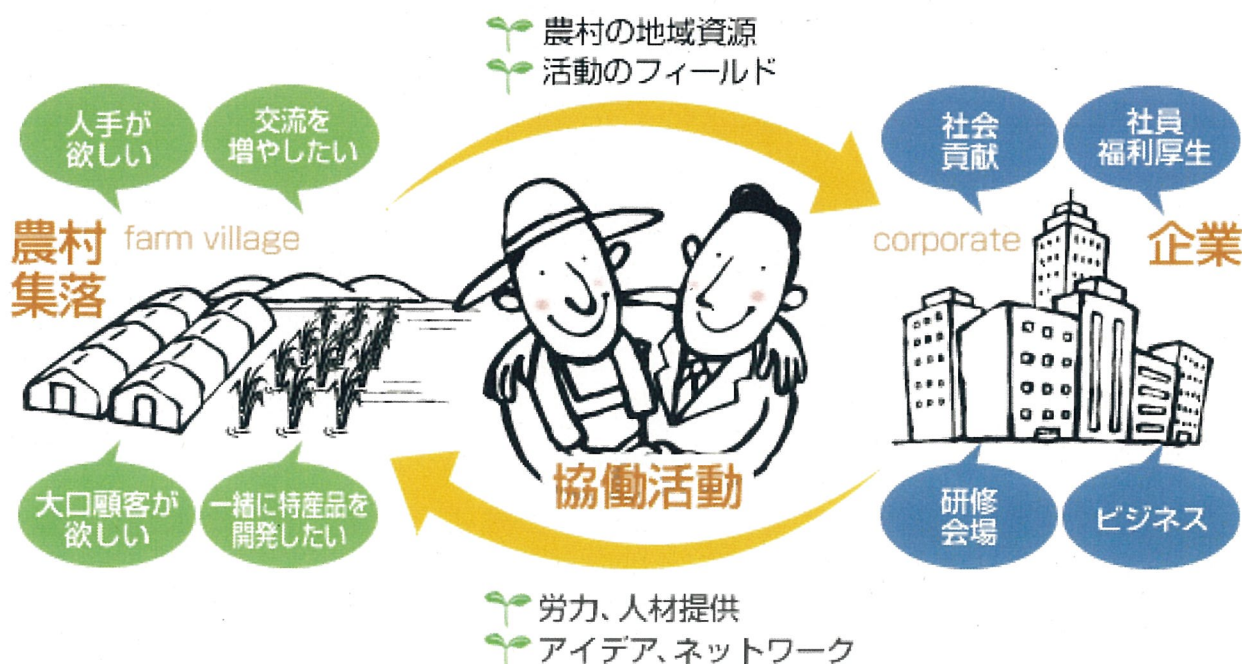 農村の地域資源
活動のフィールド
人手が
欲しい
交流を
増やしたい
社会
貢献
社員
福利厚生
農村
集落
farm village
corporate
企業
大口顧客が
欲しい
一緒に特産品を
開発したい
協働活動
研修
会場
ビジネス
労力、人材提供
アイデア、ネットワーク